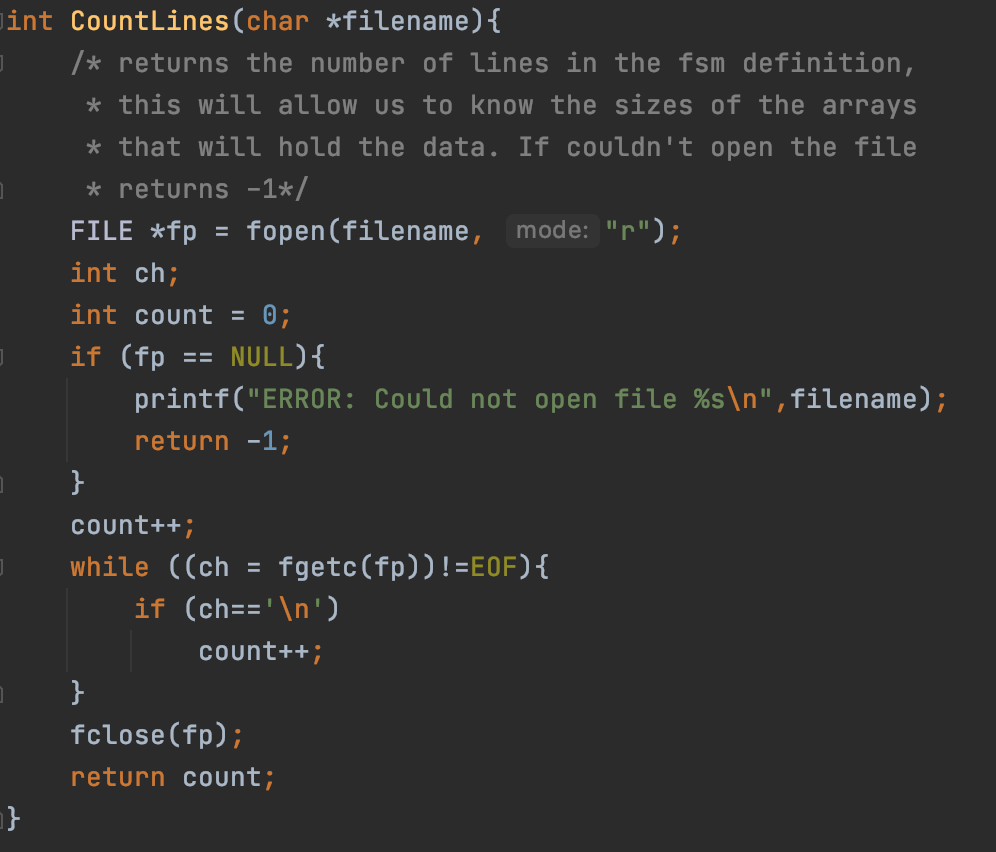 int CountLines(char *filename){
    /* returns the number of lines in the fsm definition,
     * this will allow us to know the sizes of the arrays
     * that will hold the data. If couldn't open the file
     * returns -1*/
    FILE *fp = fopen(filename, mode: "r");
    int ch;
    int count = 0;
    if (fp == NULL){
        printf("ERROR: Could not open file %s\n",filename);
        return -1;
    }
    count++;
    while ((ch = fgetc(fp))!=EOF){
        if (ch=='\n')
            count++;
    }
    fclose(fp);
    return count;
}